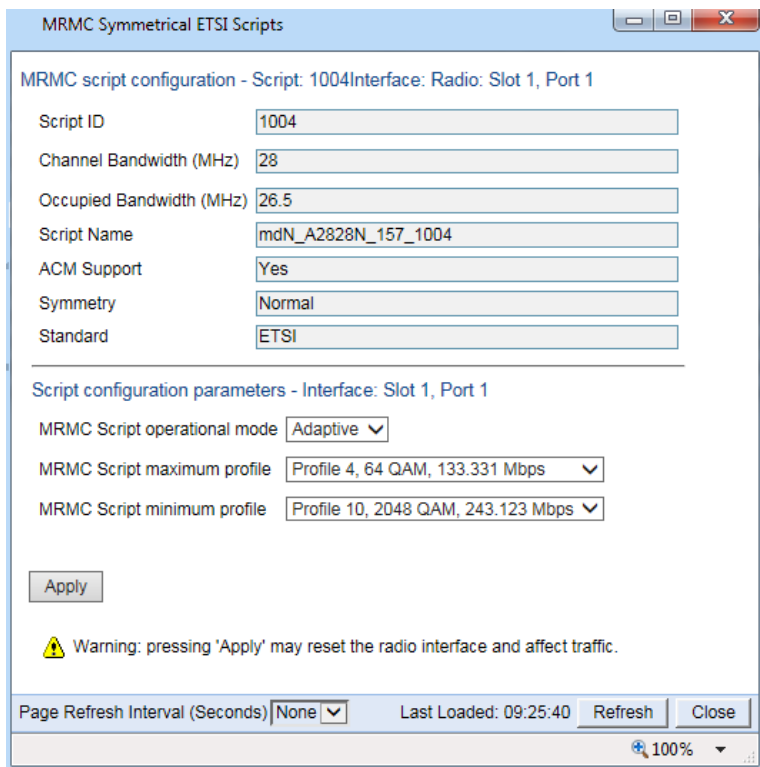 MRMC Symmetrical ETSI Scripts
MRMC script configuration - Script: 1004Interface: Radio: Slot 1, Port 1
Script ID 1004
Channel Bandwidth (MHz) 28
Occupied Bandwidth (MHz) 26.5
Script Name mdN_A2828N_157_1004
ACM Support Yes
Symmetry Normal
Standard ETSI
Script configuration parameters - Interface: Slot 1, Port 1
MRMC Script operational mode Adaptive
MRMC Script maximum profile Profile 4, 64 QAM, 133.331 Mbps
MRMC Script minimum profile Profile 10, 2048 QAM, 243.123 Mbps
Apply
Warning: pressing 'Apply' may reset the radio interface and affect traffic.
Page Refresh Interval (Seconds) None Last Loaded: 09:25:40 Refresh Close
100%